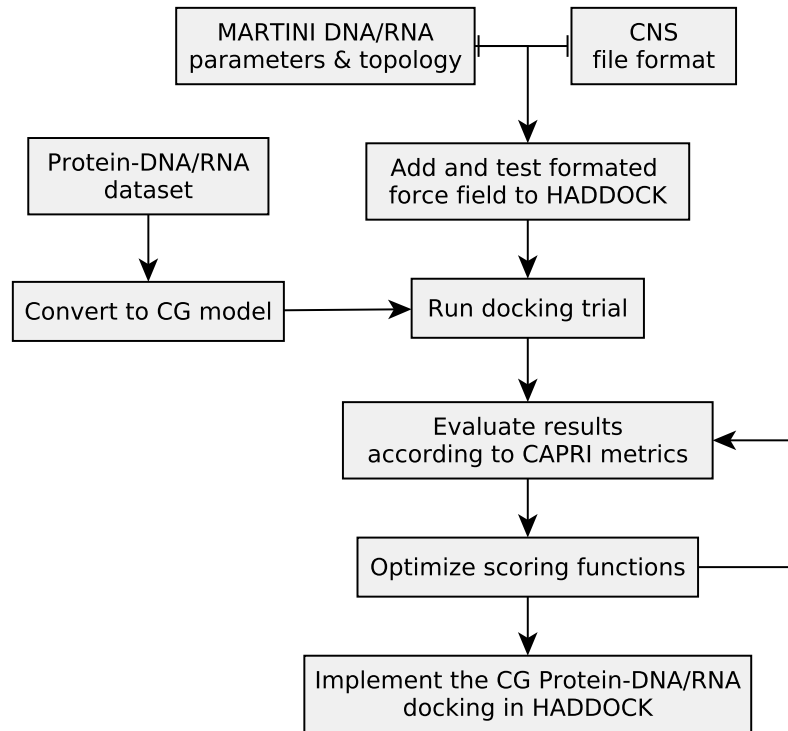 MARTINI DNA/RNA
parameters & topology
CNS
file format
Protein-DNA/RNA
dataset
Add and test formated
force field to HADDOCK
Convert to CG model
Run docking trial
Evaluate results
according to CAPRI metrics
Optimize scoring functions
Implement the CG Protein-DNA/RNA
docking in HADDOCK